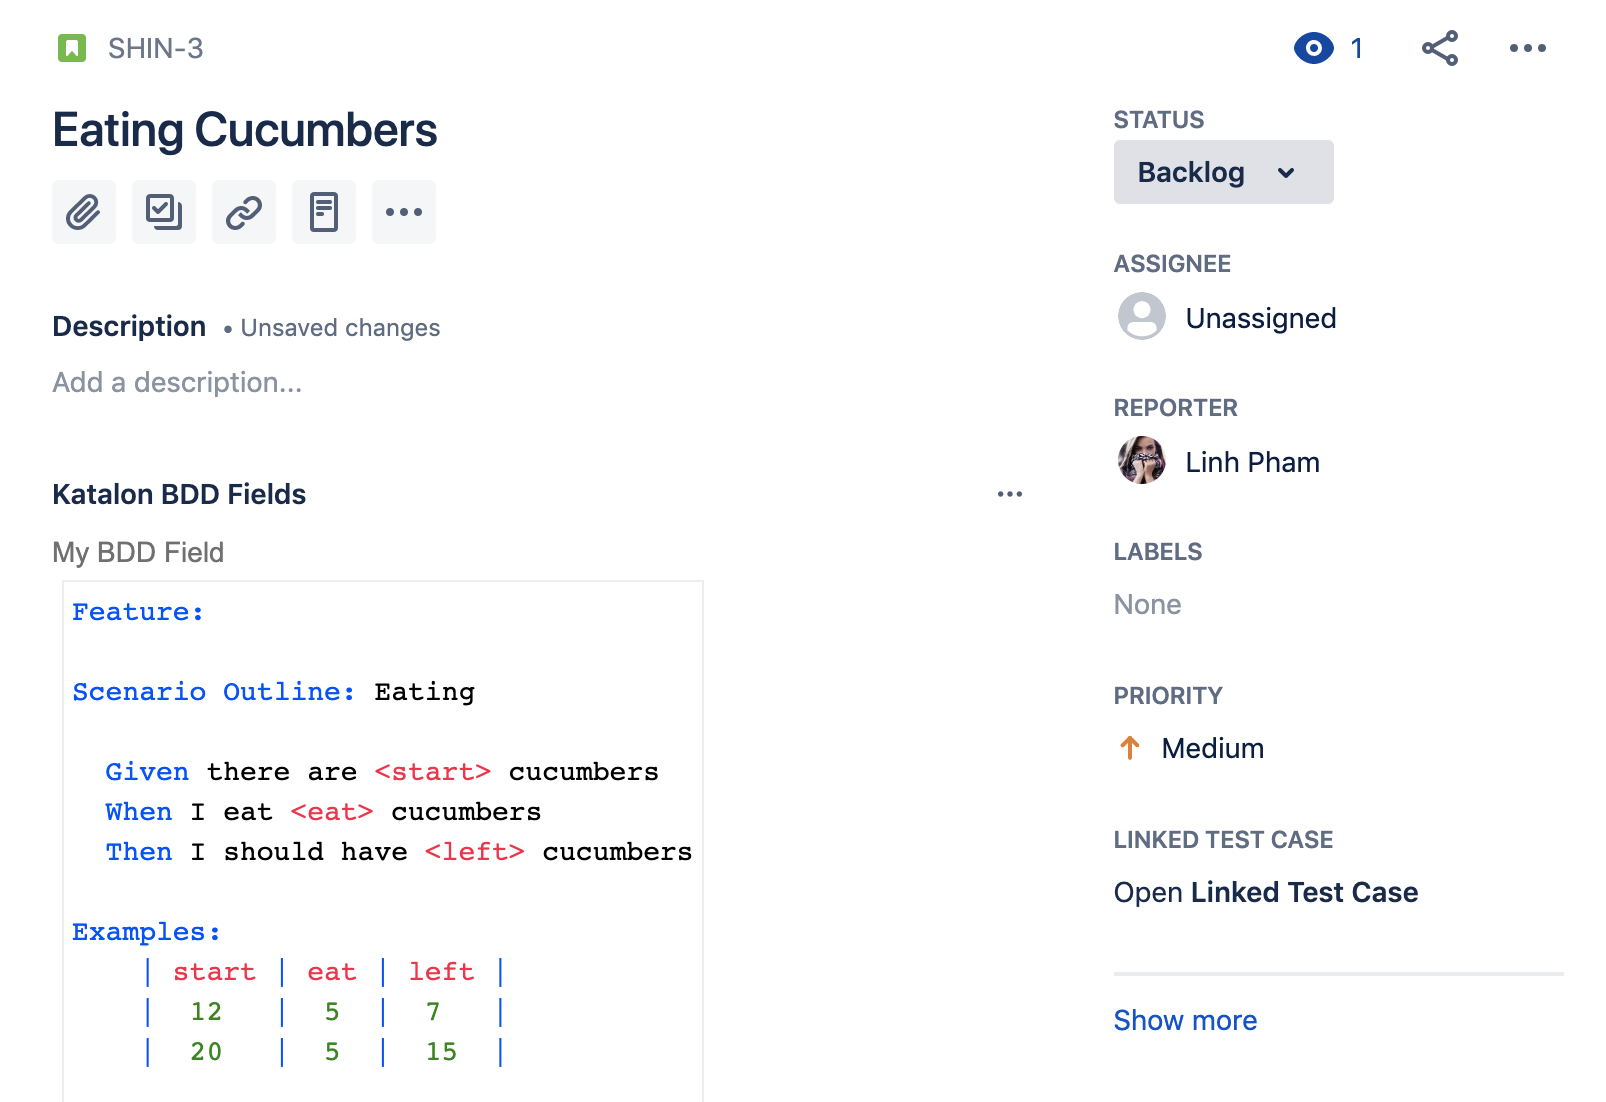 SHIN-3
1
Eating Cucumbers
Description • Unsaved changes
Add a description...
Katalon BDD Fields
My BDD Field
Feature:
Scenario Outline: Eating
Given there are <start> cucumbers
When I eat <eat> cucumbers
Then I should have <left> cucumbers
Examples:
| start | eat | left |
| 12 | 5 | 7 |
| 20 | 5 | 15 |
STATUS
Backlog
ASSIGNEE
Unassigned
REPORTER
Linh Pham
LABELS
None
PRIORITY
Medium
LINKED TEST CASE
Open Linked Test Case
Show more